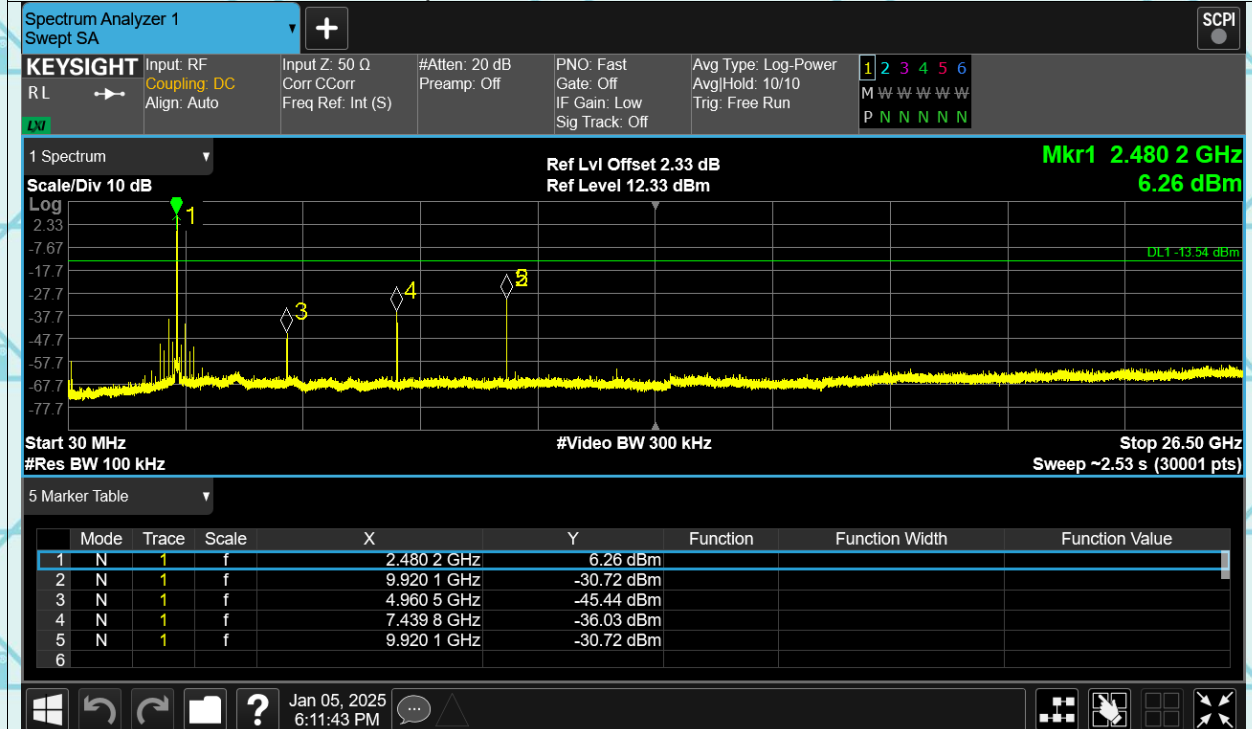 Spectrum Analyzer 1
Swept SA
+
SCPI
KEYSIGHT
R L
LXI
Input: RF
Coupling: DC
Align: Auto
Input Z: 50 Ω
Corr CCorr
Freq Ref: Int (S)
#Atten: 20 dB
Preamp: Off
PNO: Fast
Gate: Off
IF Gain: Low
Sig Track: Off
Avg Type: Log-Power
Avg|Hold: 10/10
Trig: Free Run
1 2 3 4 5 6
M W W W W W
P N N N N N
1 Spectrum
Scale/Div 10 dB
Ref Lvl Offset 2.33 dB
Ref Level 12.33 dBm
Mkr1 2.480 2 GHz
6.26 dBm
Log
2.33
-7.67
-17.7
-27.7
-37.7
-47.7
-57.7
-67.7
-77.7
1
3
4
DL1 -13.54 dBm
Start 30 MHz
#Video BW 300 kHz
Stop 26.50 GHz
#Res BW 100 kHz
Sweep ~2.53 s (30001 pts)
5 Marker Table
Mode Trace Scale X Y Function Function Width Function Value
1 N 1 f 2.480 2 GHz 6.26 dBm
2 N 1 f 9.920 1 GHz -30.72 dBm
3 N 1 f 4.960 5 GHz -45.44 dBm
4 N 1 f 7.439 8 GHz -36.03 dBm
5 N 1 f 9.920 1 GHz -30.72 dBm
6
?
Jan 05, 2025
6:11:43 PM